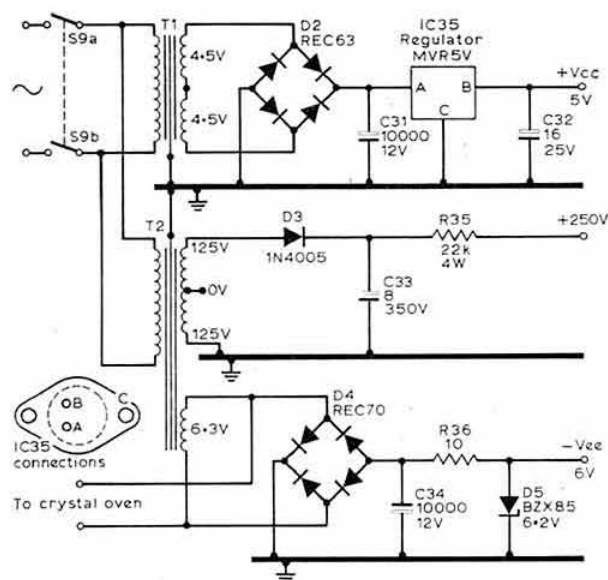 S9a
S9b
T1
4·5V
4·5V
D2
REC63
IC35
Regulator
MVR5V
A
B
C
+Vcc
5V
C31
10000
12V
C32
16
25V
T2
125V
0V
125V
D3
1N4005
R35
22k
4W
+250V
C33
8
350V
B
A
C
IC35
connections
6·3V
D4
REC70
R36
10
−Vee
6V
To crystal oven
C34
10000
12V
D5
BZX85
6·2V